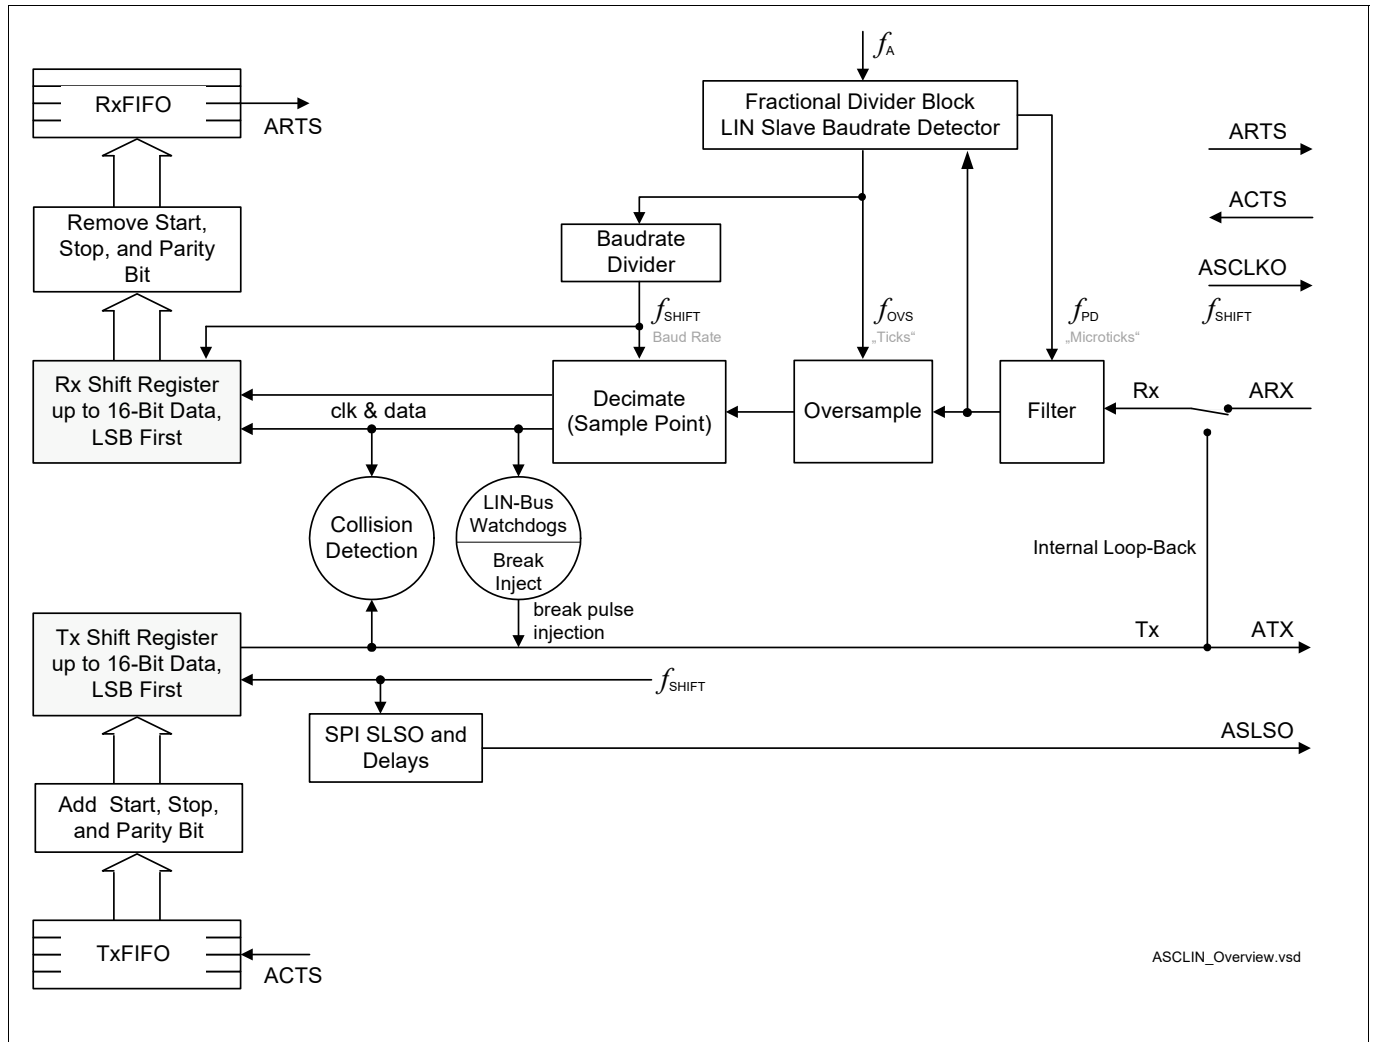 fA
RxFIFO
ARTS
Fractional Divider Block
LIN Slave Baudrate Detector
ARTS
ACTS
ASCLKO
fSHIFT
Remove Start,
Stop, and Parity
Bit
Baudrate
Divider
fSHIFT
Baud Rate
fOVS
„Ticks“
fPD
„Microticks“
Rx Shift Register
up to 16-Bit Data,
LSB First
clk & data
Decimate
(Sample Point)
Oversample
Filter
Rx
ARX
Collision
Detection
LIN-Bus
Watchdogs
Break
Inject
Internal Loop-Back
break pulse
injection
Tx Shift Register
up to 16-Bit Data,
LSB First
Tx
ATX
fSHIFT
SPI SLSO and
Delays
ASLSO
Add Start, Stop,
and Parity Bit
TxFIFO
ACTS
ASCLIN_Overview.vsd